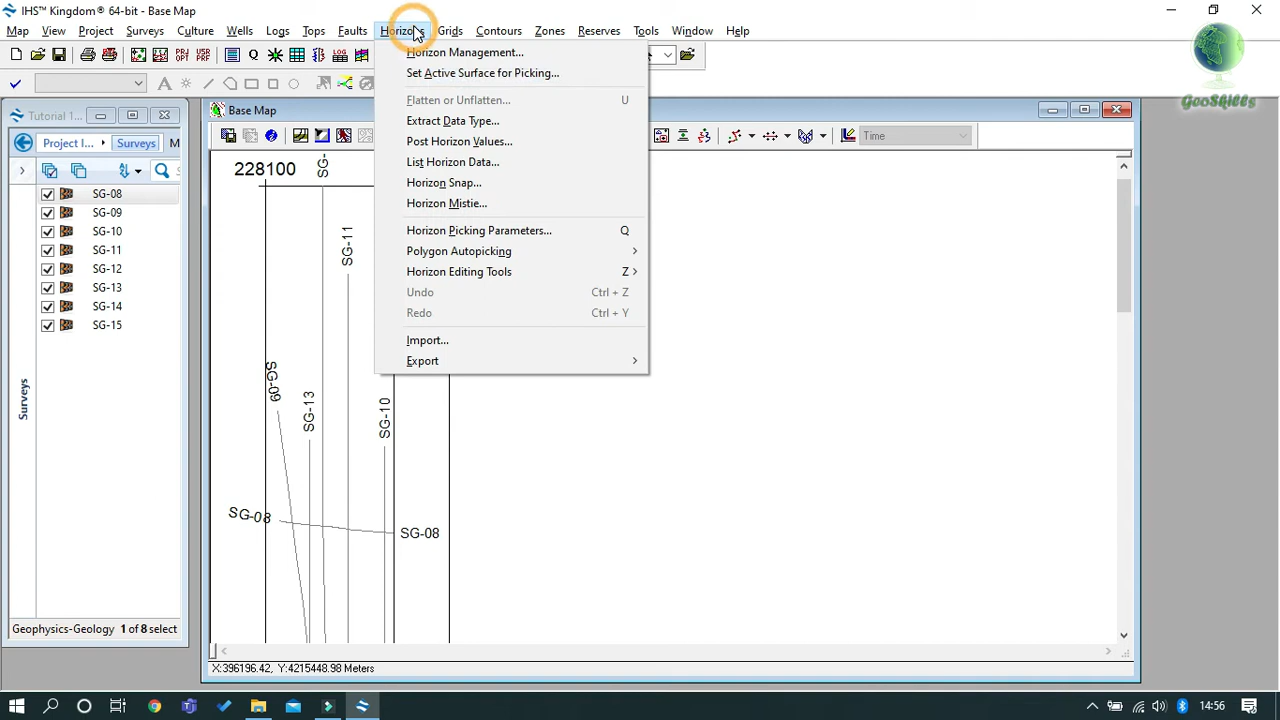 IHS™ Kingdom® 64-bit - Base Map
Map View Project Surveys Culture Wells Logs Tops Faults Horizons Grids Contours Zones Reserves Tools Window Help
GeoSkills
Tutorial 1
Base Map
Project I... Surveys M
Time
SG-08
SG-09
SG-10
SG-11
SG-12
SG-13
SG-14
SG-15
Surveys
Geophysics-Geology 1 of 8 select
Horizon Management...
Set Active Surface for Picking...
Flatten or Unflatten... U
Extract Data Type...
Post Horizon Values...
List Horizon Data...
Horizon Snap...
Horizon Mistie...
Horizon Picking Parameters... Q
Polygon Autopicking
Horizon Editing Tools Z
Undo Ctrl + Z
Redo Ctrl + Y
Import...
Export
228100
SG-
SG-11
SG-09
SG-13
SG-10
SG-08
SG-08
X:396196.42, Y:4215448.98 Meters
14:56